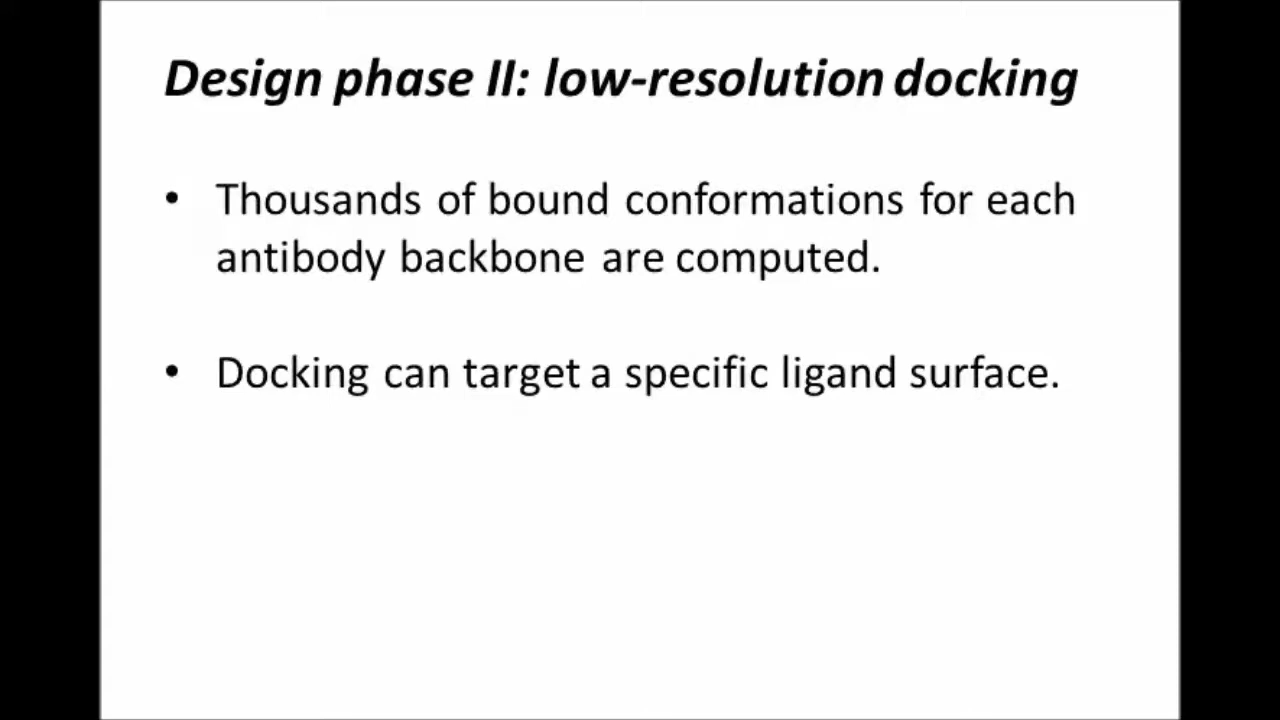 Design phase II: low-resolution docking
• Thousands of bound conformations for each
antibody backbone are computed.
• Docking can target a specific ligand surface.